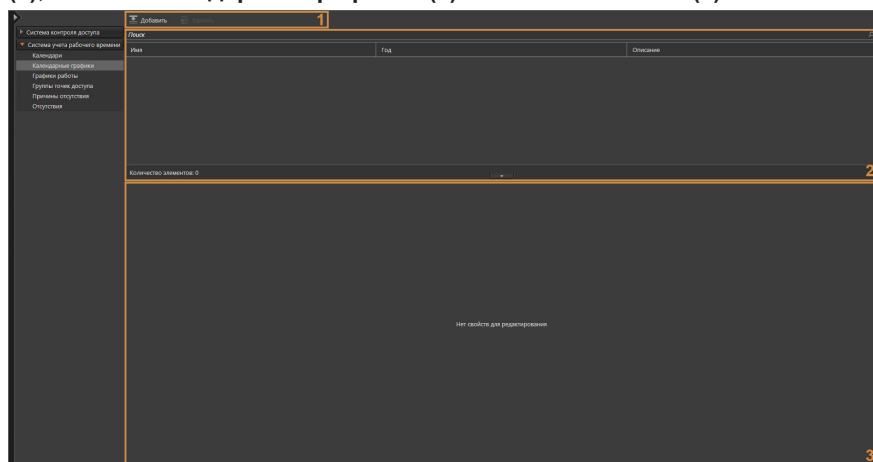 Добавить
Удалить
1
Система контроля доступа
Система учета рабочего времени
Календари
Календарные графики
Графики работы
Группы точек доступа
Причины отсутствия
Отсутствия
Поиск
Имя
Год
Описание
Количество элементов: 0
2
Нет свойств для редактирования
3